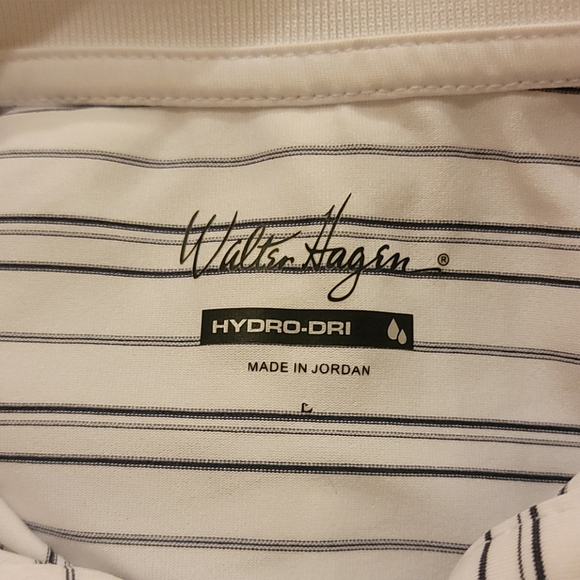 Walter Hagen ®
HYDRO-DRI
MADE IN JORDAN
L